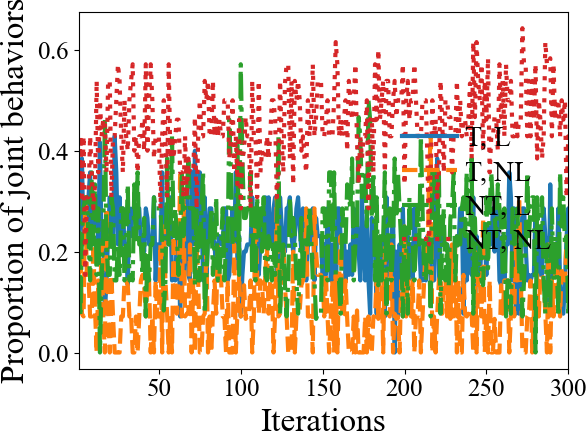 Proportion of joint behaviors
0.6
0.4
0.2
0.0
T, L
T, NL
NT, L
NT, NL
50
100
150
200
250
300
Iterations